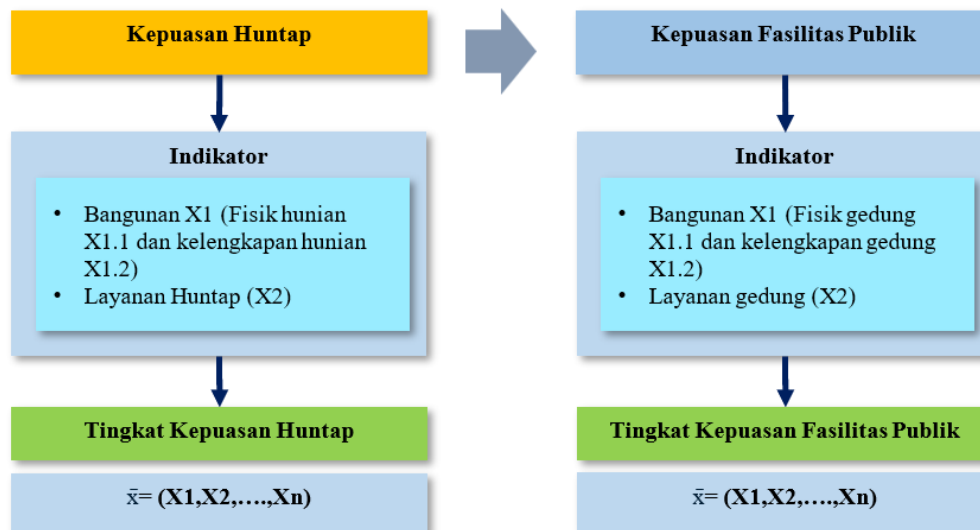 Kepuasan Huntap
Indikator
• Bangunan X1 (Fisik hunian
X1.1 dan kelengkapan hunian
X1.2)
• Layanan Huntap (X2)
Tingkat Kepuasan Huntap
x̄= (X1,X2,….,Xn)
Kepuasan Fasilitas Publik
Indikator
• Bangunan X1 (Fisik gedung
X1.1 dan kelengkapan gedung
X1.2)
• Layanan gedung (X2)
Tingkat Kepuasan Fasilitas Publik
x̄= (X1,X2,….,Xn)